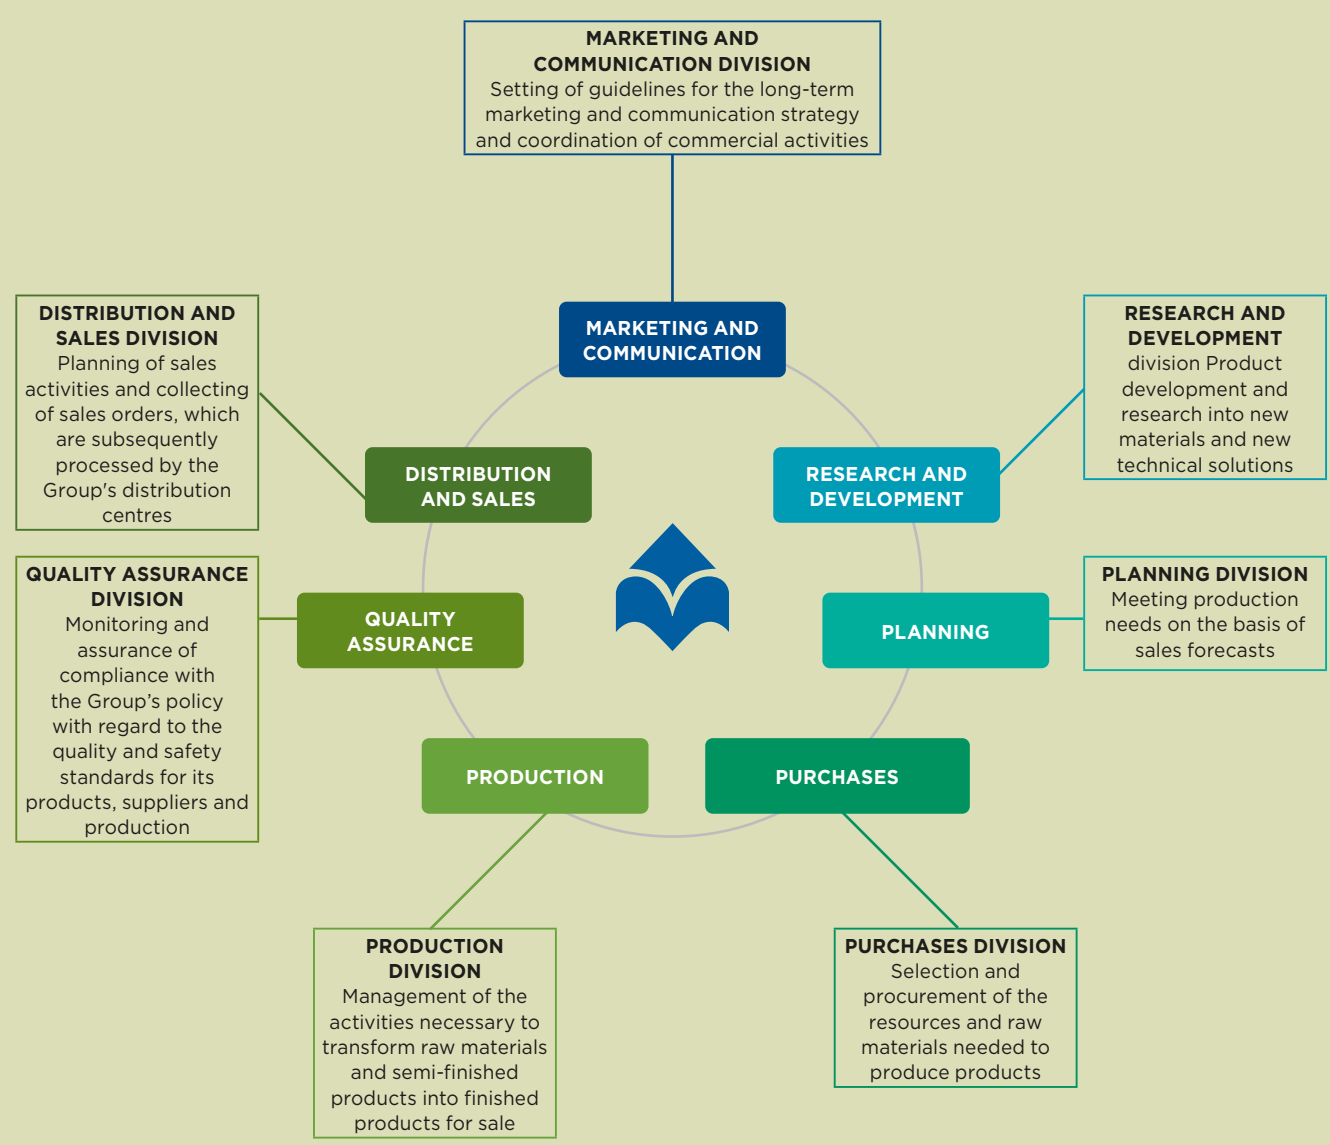 MARKETING AND
COMMUNICATION DIVISION
Setting of guidelines for the long-term
marketing and communication strategy
and coordination of commercial activities
DISTRIBUTION AND
SALES DIVISION
Planning of sales
activities and collecting
of sales orders, which
are subsequently
processed by the
Group's distribution
centres
MARKETING AND
COMMUNICATION
RESEARCH AND
DEVELOPMENT
division Product
development and
research into new
materials and new
technical solutions
DISTRIBUTION
AND SALES
RESEARCH AND
DEVELOPMENT
QUALITY ASSURANCE
DIVISION
Monitoring and
assurance of
compliance with
the Group’s policy
with regard to the
quality and safety
standards for its
products, suppliers and
production
QUALITY
ASSURANCE
PLANNING
PLANNING DIVISION
Meeting production
needs on the basis of
sales forecasts
PRODUCTION
PURCHASES
PRODUCTION
DIVISION
Management of the
activities necessary to
transform raw materials
and semi-finished
products into finished
products for sale
PURCHASES DIVISION
Selection and
procurement of the
resources and raw
materials needed to
produce products